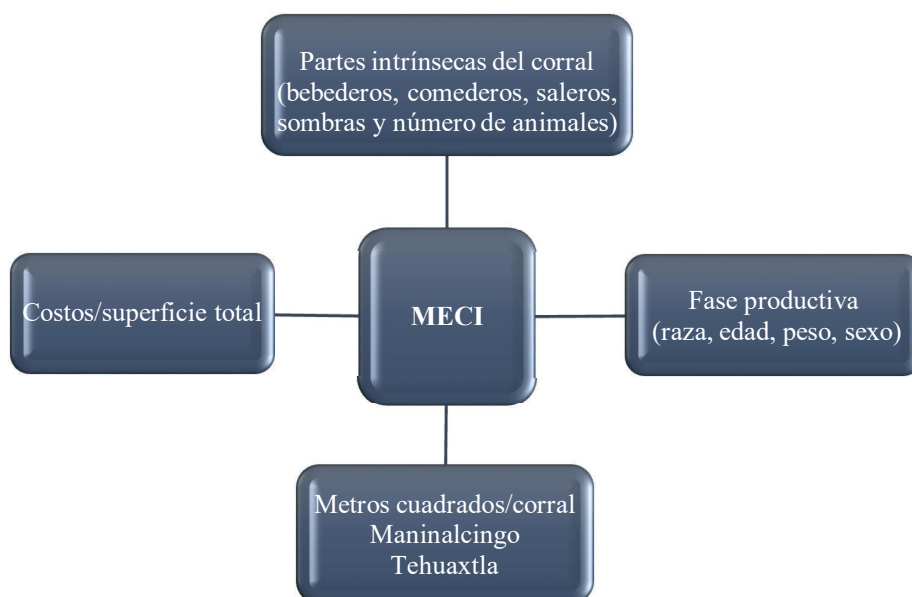 Partes intrínsecas del corral
(bebederos, comederos, saleros,
sombras y número de animales)
Costos/superficie total
MECI
Fase productiva
(raza, edad, peso, sexo)
Metros cuadrados/corral
Maninalcingo
Tehuaxtla